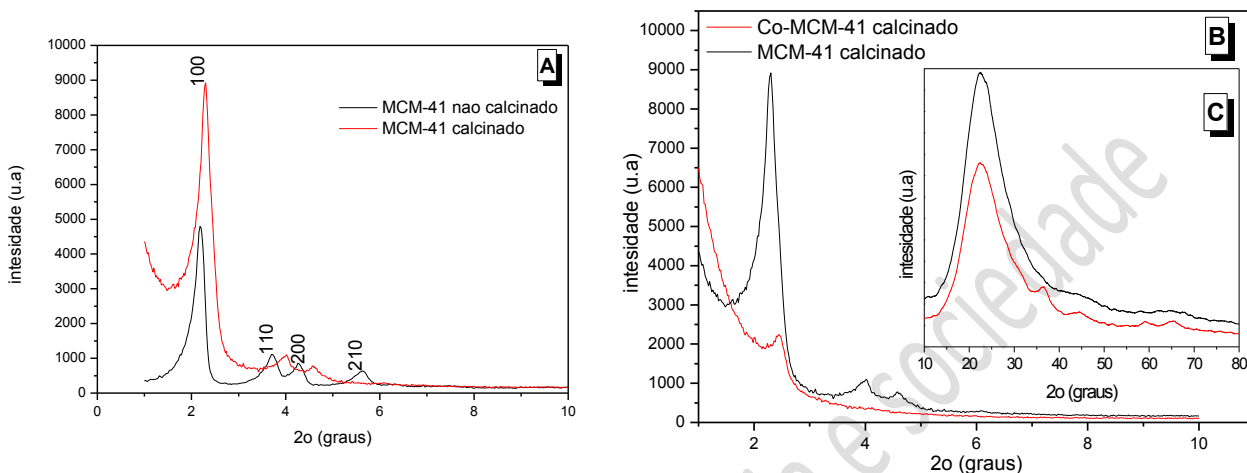 A
10000
9000
8000
7000
6000
5000
4000
3000
2000
1000
0
intesidade (u.a)
100
110
200
210
MCM-41 nao calcinado
MCM-41 calcinado
0 2 4 6 8 10
2o (graus)
B
Co-MCM-41 calcinado
MCM-41 calcinado
10000
9000
8000
7000
6000
5000
4000
3000
2000
1000
0
intesidade (u.a)
2 4 6 8 10
2o (graus)
C
intesidade (u.a)
10 20 30 40 50 60 70 80
2o (graus)
e sociedade